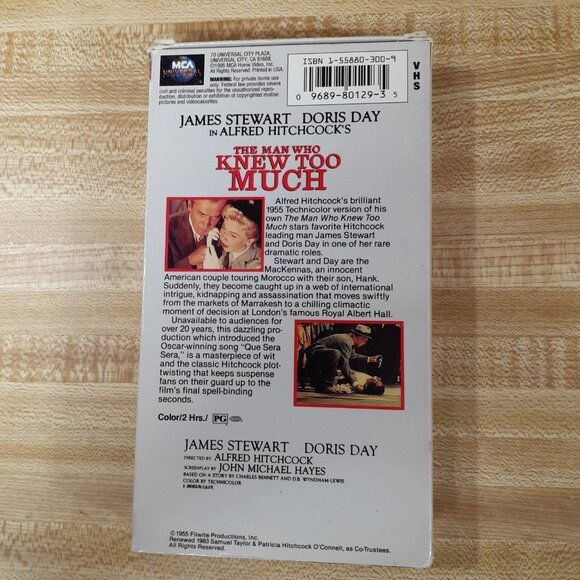 MCA
UNIVERSAL
70 UNIVERSAL CITY PLAZA,
UNIVERSAL CITY, CA 91608.
©1995 MCA Home Video, Inc.
All Rights Reserved. Printed in USA.
WARNING: For private home use
only. Federal law provides severe
civil and criminal penalties for the unauthorized repro-
duction, distribution or exhibition of copyrighted motion
pictures and videocassettes.
ISBN 1-55880-300-9
0 9689-80129-3 5
VHS
JAMES STEWART DORIS DAY
IN ALFRED HITCHCOCK'S
THE MAN WHO
KNEW TOO
MUCH
Alfred Hitchcock's brilliant
1955 Technicolor version of his
own The Man Who Knew Too
Much stars favorite Hitchcock
leading man James Stewart
and Doris Day in one of her rare
dramatic roles.
Stewart and Day are the
MacKennas, an innocent
American couple touring Morocco with their son, Hank.
Suddenly, they become caught up in a web of international
intrigue, kidnapping and assassination that moves swiftly
from the markets of Marrakesh to a chilling climactic
moment of decision at London's famous Royal Albert Hall.
Unavailable to audiences for
over 20 years, this dazzling pro-
duction which introduced the
Oscar-winning song "Que Sera
Sera," is a masterpiece of wit
and the classic Hitchcock plot-
twisting that keeps suspense
fans on their guard up to the
film's final spell-binding
seconds.
Color/2 Hrs./ PG
JAMES STEWART DORIS DAY
DIRECTED BY ALFRED HITCHCOCK
SCREENPLAY BY JOHN MICHAEL HAYES
BASED ON A STORY BY CHARLES BENNETT AND D.B. WYNDHAM-LEWIS
COLOR BY TECHNICOLOR
A UNIVERSAL RE-RELEASE
©1955 Filwite Productions, Inc.
Renewed 1983 Samuel Taylor & Patricia Hitchcock O'Connell, as Co-Trustees.
All Rights Reserved.